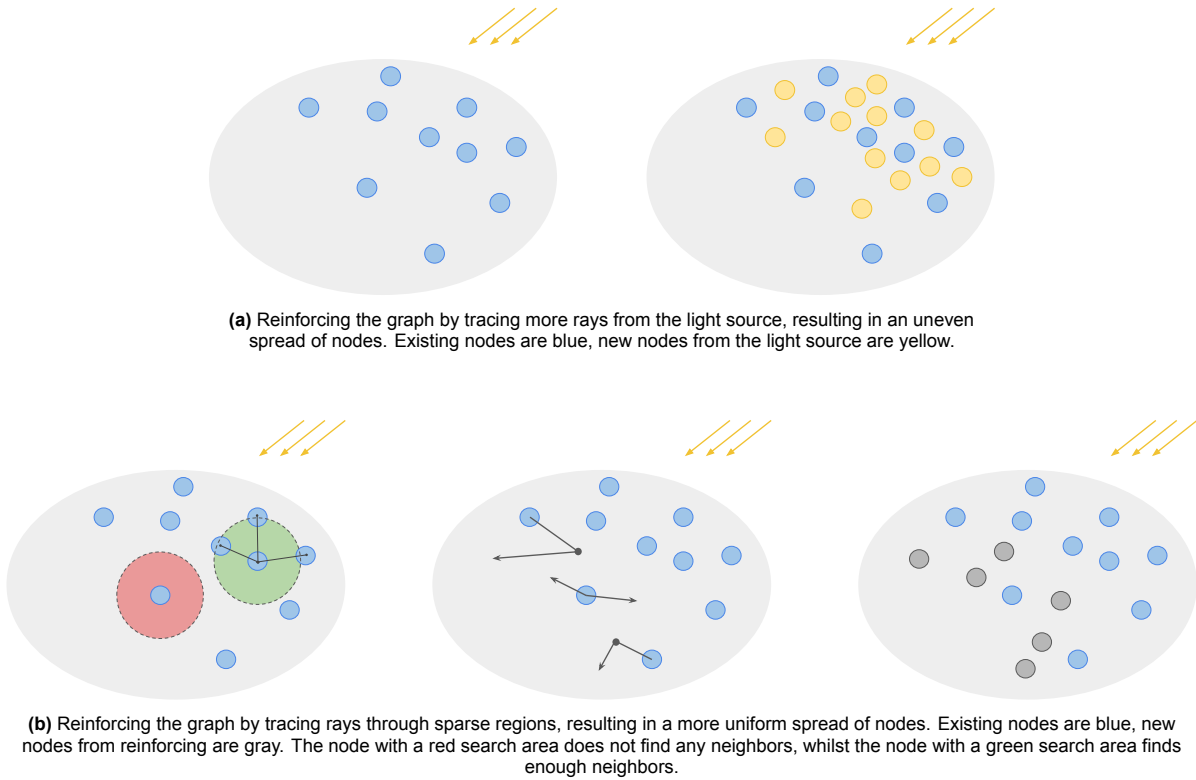 (a) Reinforcing the graph by tracing more rays from the light source, resulting in an uneven
spread of nodes. Existing nodes are blue, new nodes from the light source are yellow.
(b) Reinforcing the graph by tracing rays through sparse regions, resulting in a more uniform spread of nodes. Existing nodes are blue, new
nodes from reinforcing are gray. The node with a red search area does not find any neighbors, whilst the node with a green search area finds
enough neighbors.